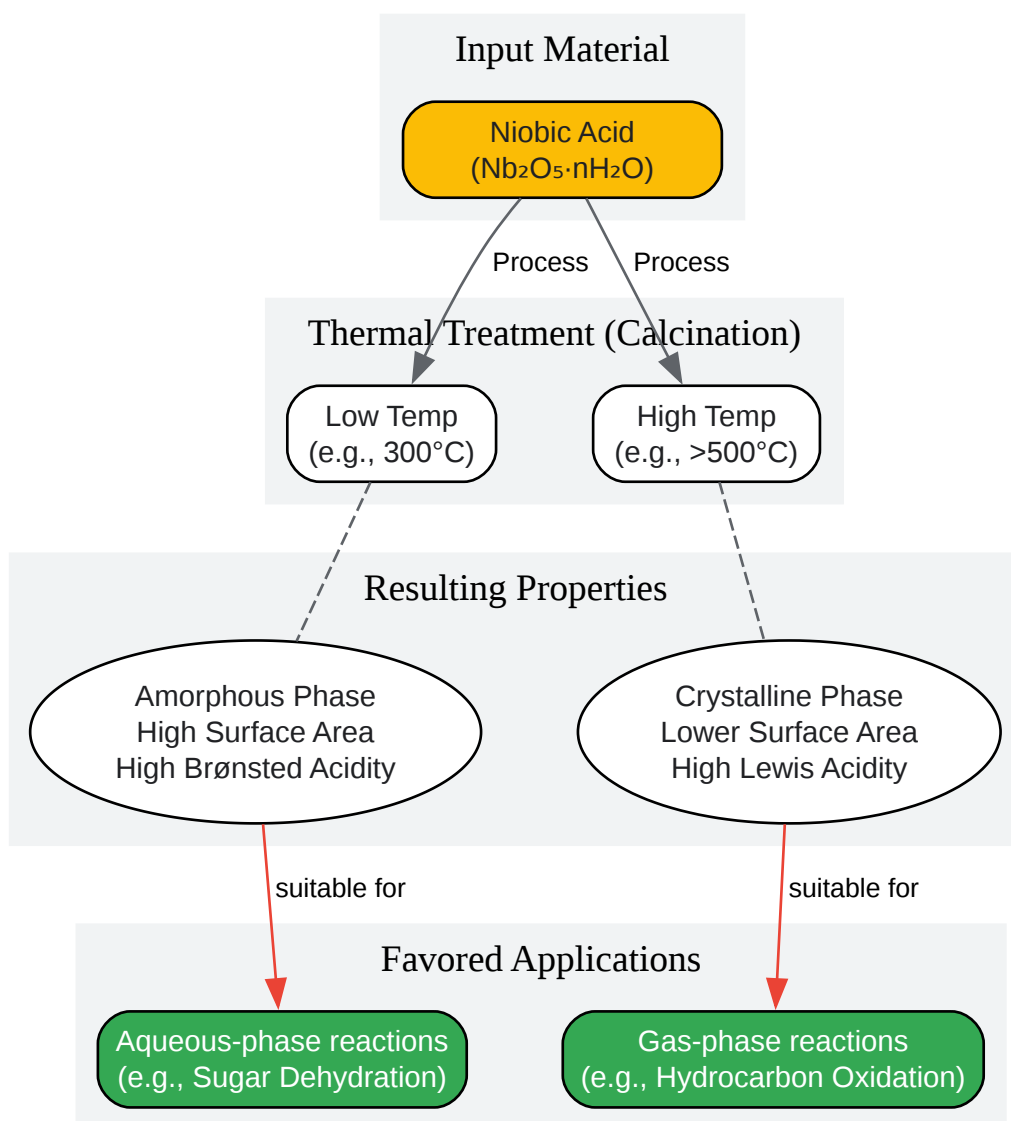 Input Material
Niobic Acid
(Nb₂O₅·nH₂O)
Process
Process
Thermal Treatment (Calcination)
Low Temp
(e.g., 300°C)
High Temp
(e.g., >500°C)
Resulting Properties
Amorphous Phase
High Surface Area
High Brønsted Acidity
Crystalline Phase
Lower Surface Area
High Lewis Acidity
suitable for
suitable for
Favored Applications
Aqueous-phase reactions
(e.g., Sugar Dehydration)
Gas-phase reactions
(e.g., Hydrocarbon Oxidation)